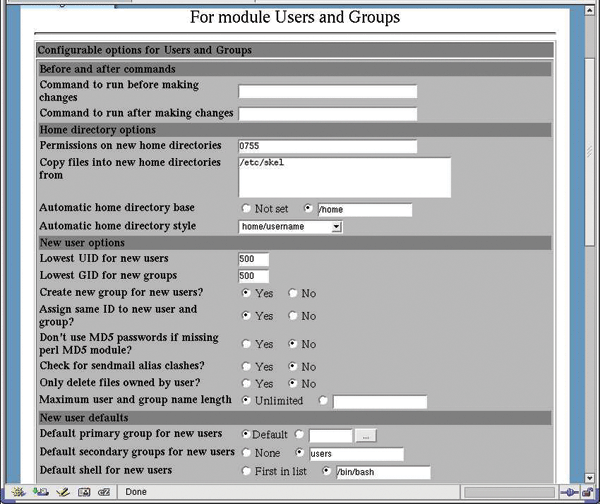 For module Users and Groups
Configurable options for Users and Groups
Before and after commands
Command to run before making
changes
Command to run after making changes
Home directory options
Permissions on new home directories 0755
Copy files into new home directories /etc/skel
from
Automatic home directory base Not set /home
Automatic home directory style home/username
New user options
Lowest UID for new users 500
Lowest GID for new groups 500
Create new group for new users? Yes No
Assign same ID to new user and Yes No
group?
Don't use MD5 passwords if missing Yes No
perl MD5 module?
Check for sendmail alias clashes? Yes No
Only delete files owned by user? Yes No
Maximum user and group name length Unlimited
New user defaults
Default primary group for new users Default ...
Default secondary groups for new users None users
Default shell for new users First in list /bin/bash
Done